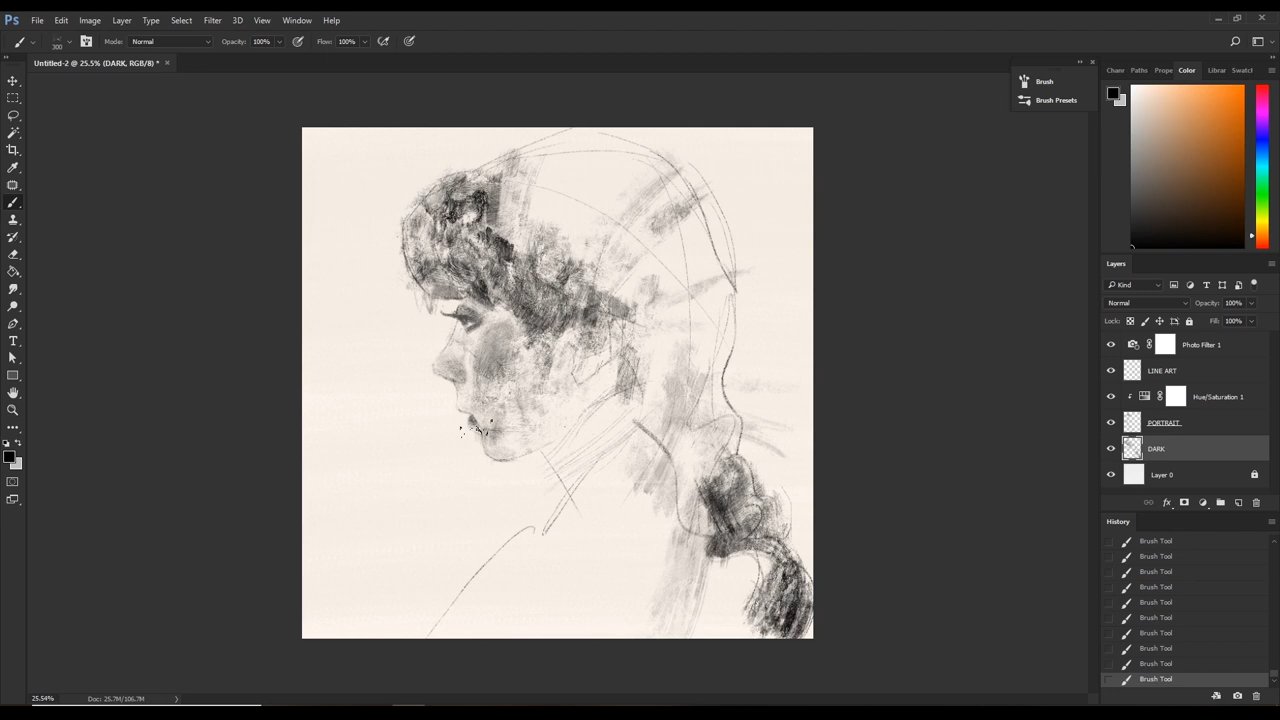 Ps File Edit Image Layer Type Select Filter 3D View Window Help
300 Mode: Normal Opacity: 100% Flow: 100%
Untitled-2 @ 25.5% (DARK, RGB/8) * ×
Brush
Brush Presets
Chanr Paths Prope Color Librar Swatch
Layers
Kind
Normal Opacity: 100%
Lock: Fill: 100%
Photo Filter 1
LINE ART
Hue/Saturation 1
PORTRAIT
DARK
Layer 0
fx
History
Brush Tool
Brush Tool
Brush Tool
Brush Tool
Brush Tool
Brush Tool
Brush Tool
Brush Tool
Brush Tool
Brush Tool
25.54% Doc: 25.7M/106.7M